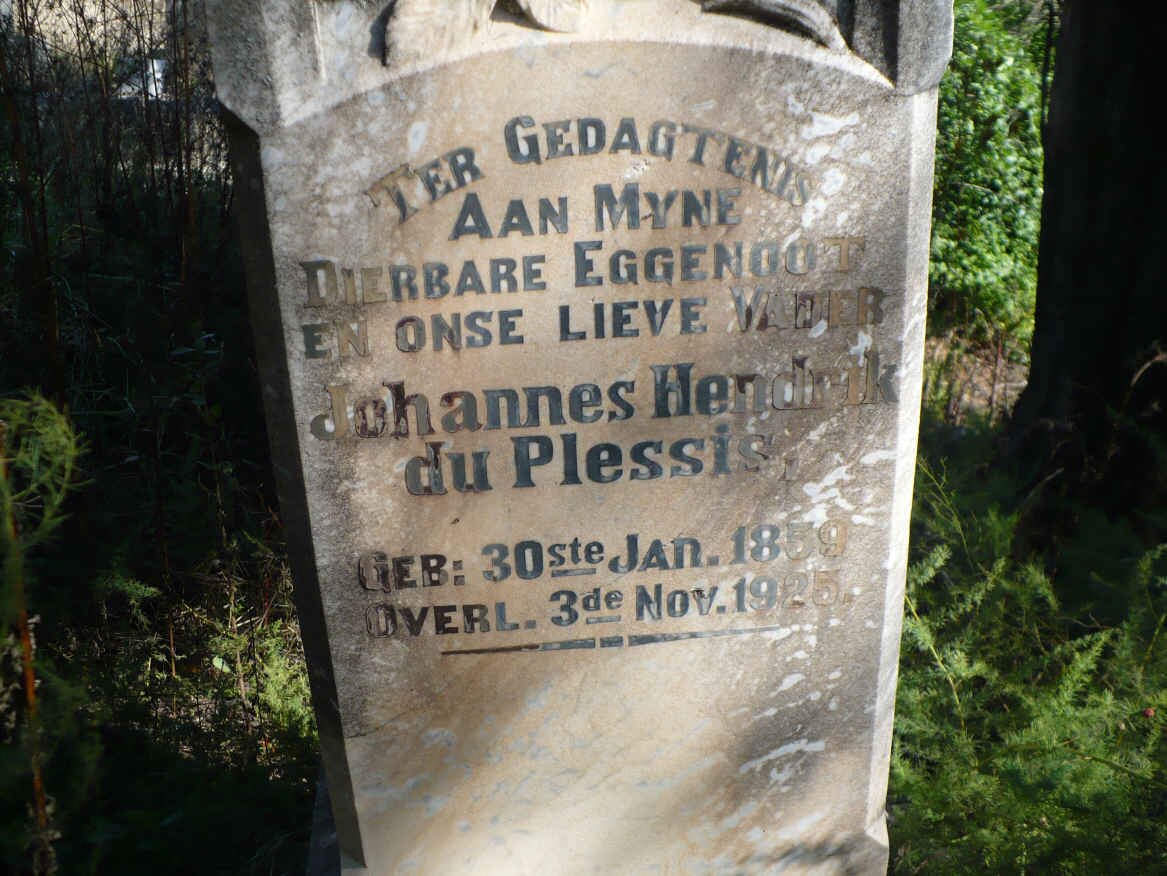 TER GEDAGTENIS
AAN MYNE
DIERBARE EGGENOOT
EN ONSE LIEVE VADER
Johannes Hendrik
du Plessis,
GEB: 30ste JAN. 1859
OVERL. 3de NOV. 1925.